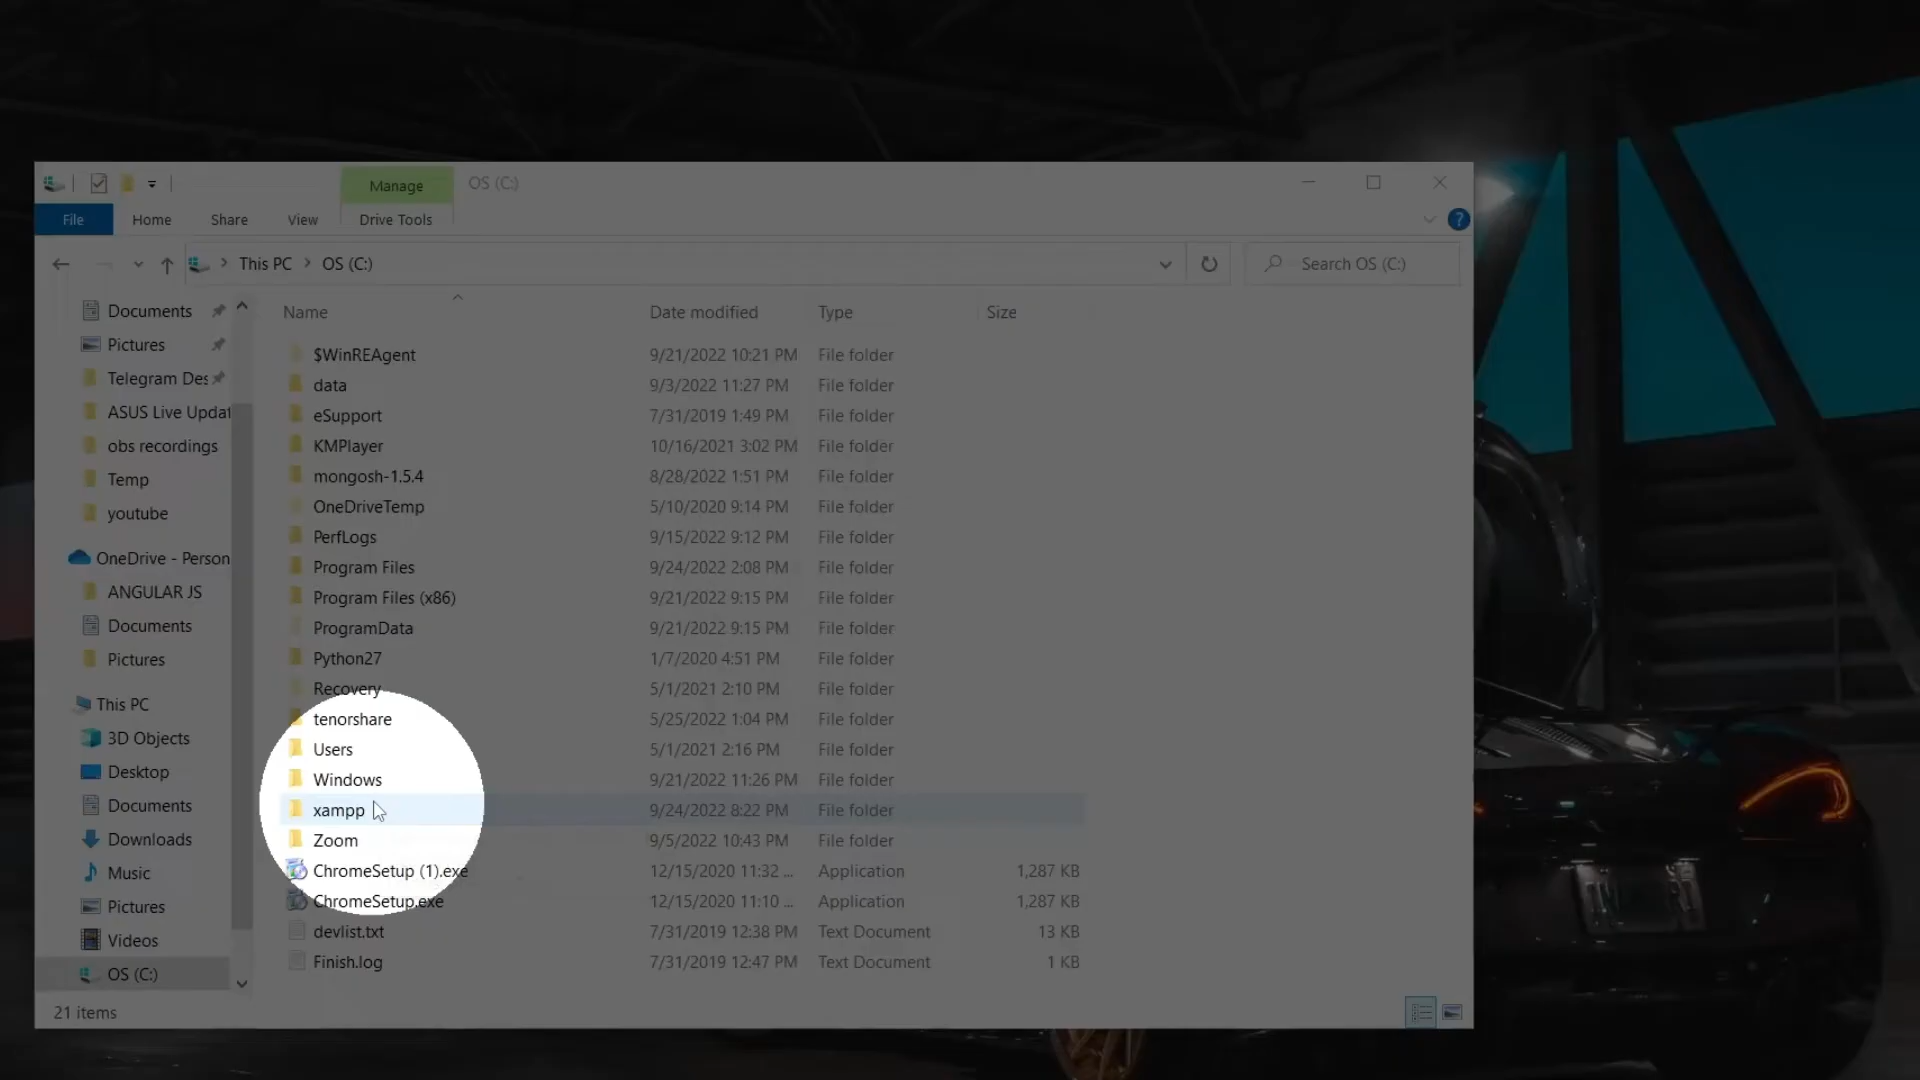 Manage
OS (C:)
File
Home
Share
View
Drive Tools
?
This PC
OS (C:)
Search OS (C:)
Documents
Pictures
Telegram Des
ASUS Live Updat
obs recordings
Temp
youtube
OneDrive - Person
ANGULAR JS
Documents
Pictures
This PC
3D Objects
Desktop
Documents
Downloads
Music
Pictures
Videos
OS (C:)
Name Date modified Type Size
$WinREAgent 9/21/2022 10:21 PM File folder
data 9/3/2022 11:27 PM File folder
eSupport 7/31/2019 1:49 PM File folder
KMPlayer 10/16/2021 3:02 PM File folder
mongosh-1.5.4 8/28/2022 1:51 PM File folder
OneDriveTemp 5/10/2020 9:14 PM File folder
PerfLogs 9/15/2022 9:12 PM File folder
Program Files 9/24/2022 2:08 PM File folder
Program Files (x86) 9/21/2022 9:15 PM File folder
ProgramData 9/21/2022 9:15 PM File folder
Python27 1/7/2020 4:51 PM File folder
Recovery 5/1/2021 2:10 PM File folder
tenorshare 5/25/2022 1:04 PM File folder
Users 5/1/2021 2:16 PM File folder
Windows 9/21/2022 11:26 PM File folder
xampp 9/24/2022 8:22 PM File folder
Zoom 9/5/2022 10:43 PM File folder
ChromeSetup (1).exe 12/15/2020 11:32 ... Application 1,287 KB
ChromeSetup.exe 12/15/2020 11:10 ... Application 1,287 KB
devlist.txt 7/31/2019 12:38 PM Text Document 13 KB
Finish.log 7/31/2019 12:47 PM Text Document 1 KB
21 items